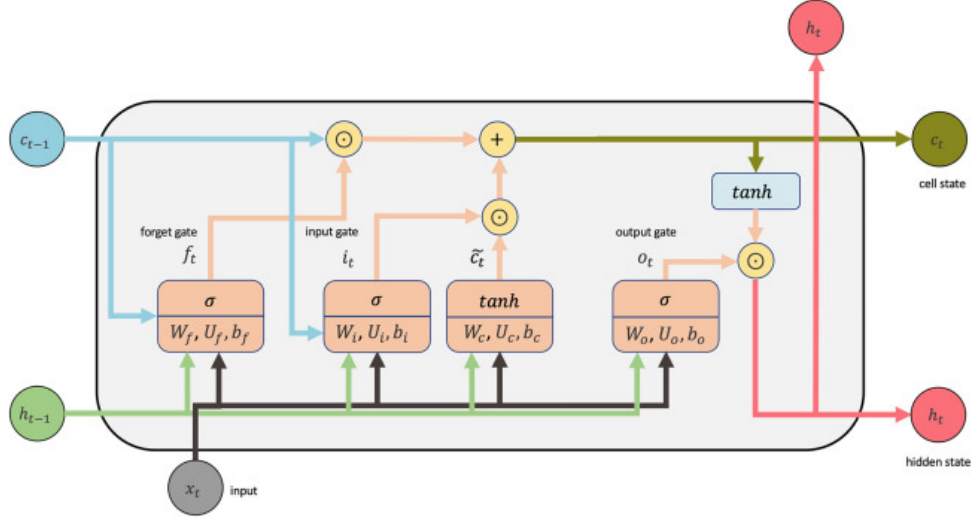 h_t
c_{t-1}
⊙
+
c_t
cell state
tanh
forget gate
input gate
output gate
⊙
f_t
i_t
c̃_t
o_t
⊙
σ
σ
tanh
σ
W_f, U_f, b_f
W_i, U_i, b_i
W_c, U_c, b_c
W_o, U_o, b_o
h_{t-1}
h_t
hidden state
x_t
input